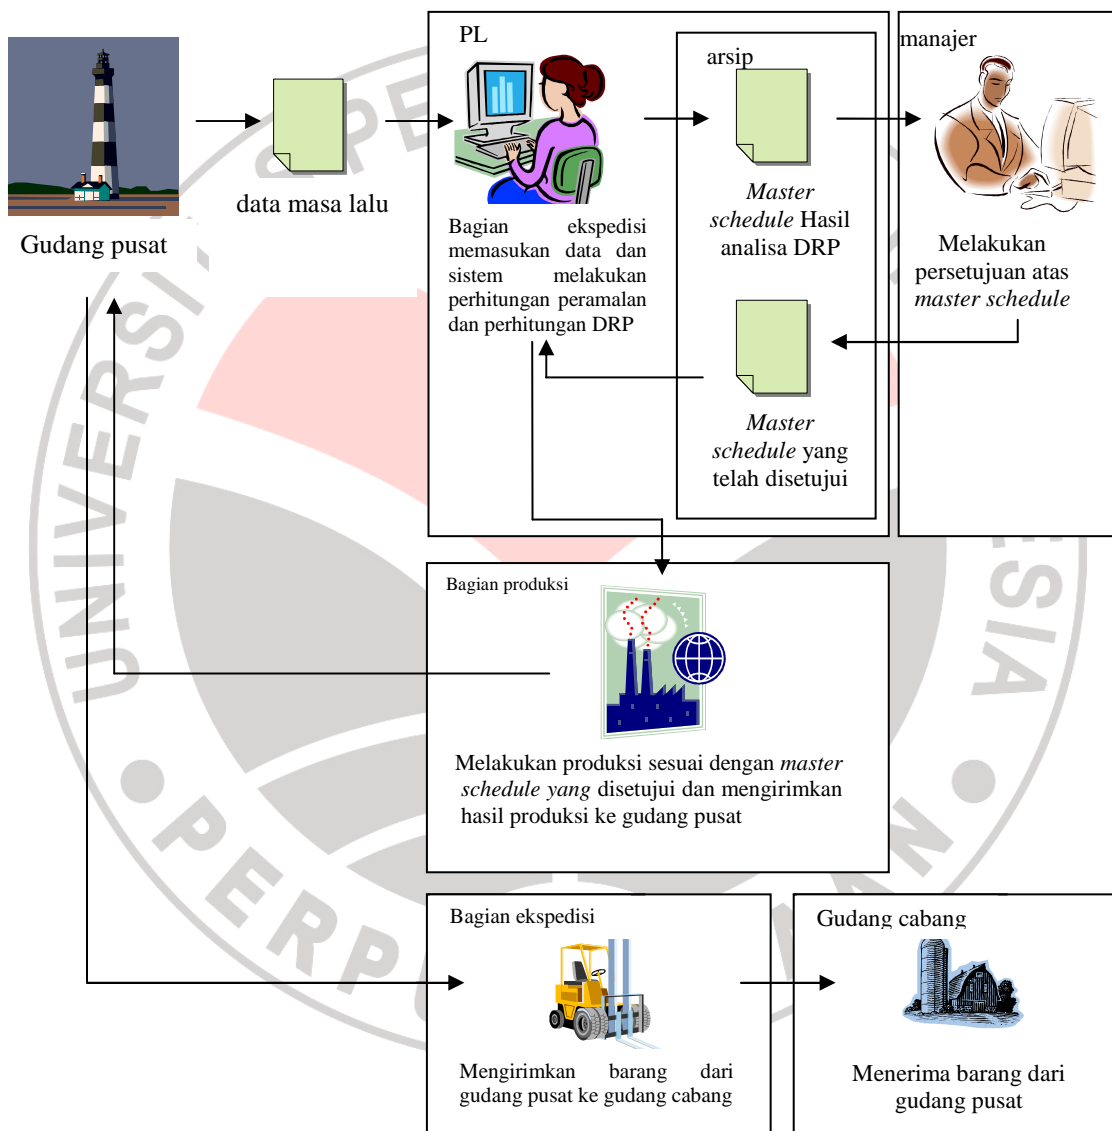 PL
arsip
manajer
data masa lalu
Gudang pusat
Bagian ekspedisi
memasukan data dan
sistem melakukan
perhitungan peramalan
dan perhitungan DRP
Master
schedule Hasil
analisa DRP
Melakukan
persetujuan atas
master schedule
Master
schedule yang
telah disetujui
Bagian produksi
Melakukan produksi sesuai dengan master
schedule yang disetujui dan mengirimkan
hasil produksi ke gudang pusat
Bagian ekspedisi
Mengirimkan barang dari
gudang pusat ke gudang cabang
Gudang cabang
Menerima barang dari
gudang pusat